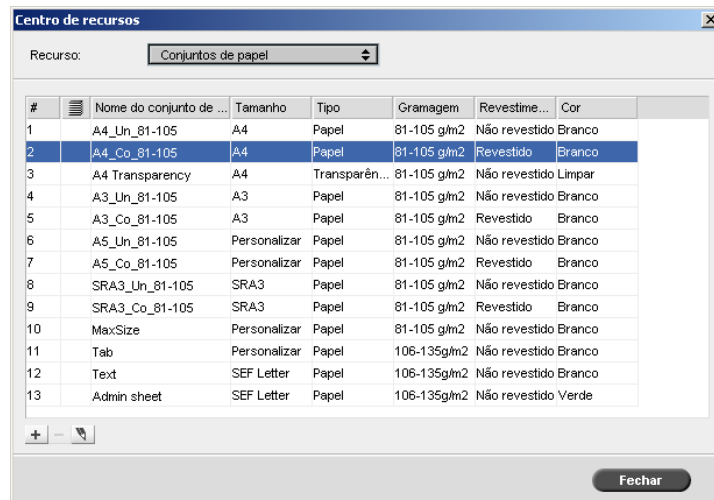 Centro de recursos
Recurso: Conjuntos de papel
# Nome do conjunto de ... Tamanho Tipo Gramagem Revestime... Cor
1 A4_Un_81-105 A4 Papel 81-105 g/m2 Não revestido Branco
2 A4_Co_81-105 A4 Papel 81-105 g/m2 Revestido Branco
3 A4 Transparency A4 Transparên... 81-105 g/m2 Não revestido Limpar
4 A3_Un_81-105 A3 Papel 81-105 g/m2 Não revestido Branco
5 A3_Co_81-105 A3 Papel 81-105 g/m2 Revestido Branco
6 A5_Un_81-105 Personalizar Papel 81-105 g/m2 Não revestido Branco
7 A5_Co_81-105 Personalizar Papel 81-105 g/m2 Revestido Branco
8 SRA3_Un_81-105 SRA3 Papel 81-105 g/m2 Não revestido Branco
9 SRA3_Co_81-105 SRA3 Papel 81-105 g/m2 Revestido Branco
10 MaxSize Personalizar Papel 81-105 g/m2 Não revestido Branco
11 Tab Personalizar Papel 106-135g/m2 Não revestido Branco
12 Text SEF Letter Papel 106-135g/m2 Não revestido Branco
13 Admin sheet SEF Letter Papel 106-135g/m2 Não revestido Verde
Fechar